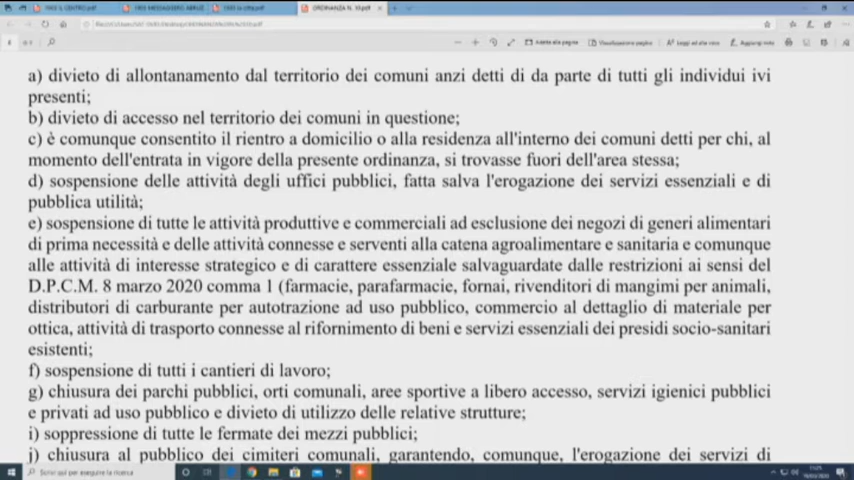 ORDINANZA N. 10.pdf
a) divieto di allontanamento dal territorio dei comuni anzi detti di da parte di tutti gli individui ivi
presenti;
b) divieto di accesso nel territorio dei comuni in questione;
c) è comunque consentito il rientro a domicilio o alla residenza all'interno dei comuni detti per chi, al
momento dell'entrata in vigore della presente ordinanza, si trovasse fuori dell'area stessa;
d) sospensione delle attività degli uffici pubblici, fatta salva l'erogazione dei servizi essenziali e di
pubblica utilità;
e) sospensione di tutte le attività produttive e commerciali ad esclusione dei negozi di generi alimentari
di prima necessità e delle attività connesse e serventi alla catena agroalimentare e sanitaria e comunque
alle attività di interesse strategico e di carattere essenziale salvaguardate dalle restrizioni ai sensi del
D.P.C.M. 8 marzo 2020 comma 1 (farmacie, parafarmacie, fornai, rivenditori di mangimi per animali,
distributori di carburante per autotrazione ad uso pubblico, commercio al dettaglio di materiale per
ottica, attività di trasporto connesse al rifornimento di beni e servizi essenziali dei presidi socio-sanitari
esistenti;
f) sospensione di tutti i cantieri di lavoro;
g) chiusura dei parchi pubblici, orti comunali, aree sportive a libero accesso, servizi igienici pubblici
e privati ad uso pubblico e divieto di utilizzo delle relative strutture;
i) soppressione di tutte le fermate dei mezzi pubblici;
j) chiusura al pubblico dei cimiteri comunali, garantendo, comunque, l'erogazione dei servizi di
Scrivi qui per eseguire la ricerca